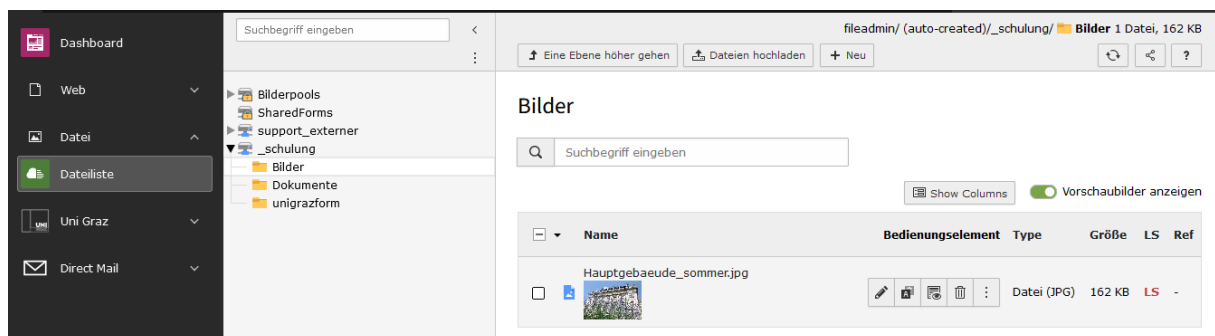 Dashboard
Web
Datei
Dateiliste
UNI
Uni Graz
Direct Mail
Suchbegriff eingeben
Bilderpools
SharedForms
support_externer
_schulung
Bilder
Dokumente
unigrazform
fileadmin/ (auto-created)/_schulung/ Bilder 1 Datei, 162 KB
Eine Ebene höher gehen Dateien hochladen + Neu ?
Bilder
Suchbegriff eingeben
Show Columns Vorschaubilder anzeigen
Name Bedienungselement Type Größe LS Ref
Hauptgebaeude_sommer.jpg
Datei (JPG) 162 KB LS -